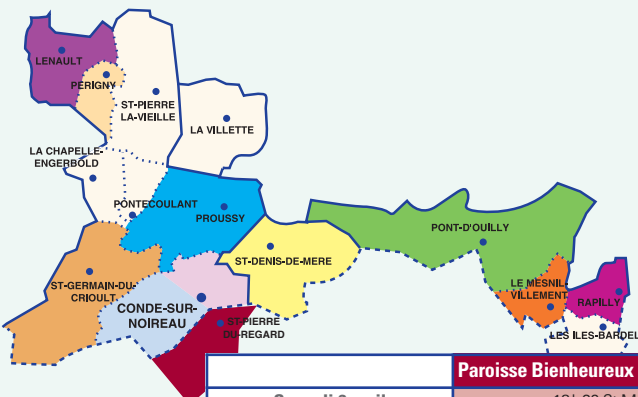 LENAULT
PERIGNY
ST-PIERRE
LA-VIEILLE
LA VILLETTE
LA CHAPELLE-
ENGERBOLD
PONTECOULANT
PROUSSY
PONT-D'OUILLY
ST-DENIS-DE-MERE
ST-GERMAIN-DU-
CRIOULT
CONDE-SUR-
NOIREAU
ST-PIERRE
DU-REGARD
LE MESNIL-
VILLEMENT
RAPILLY
LES ILES-BARDEL
Paroisse Bienheureux